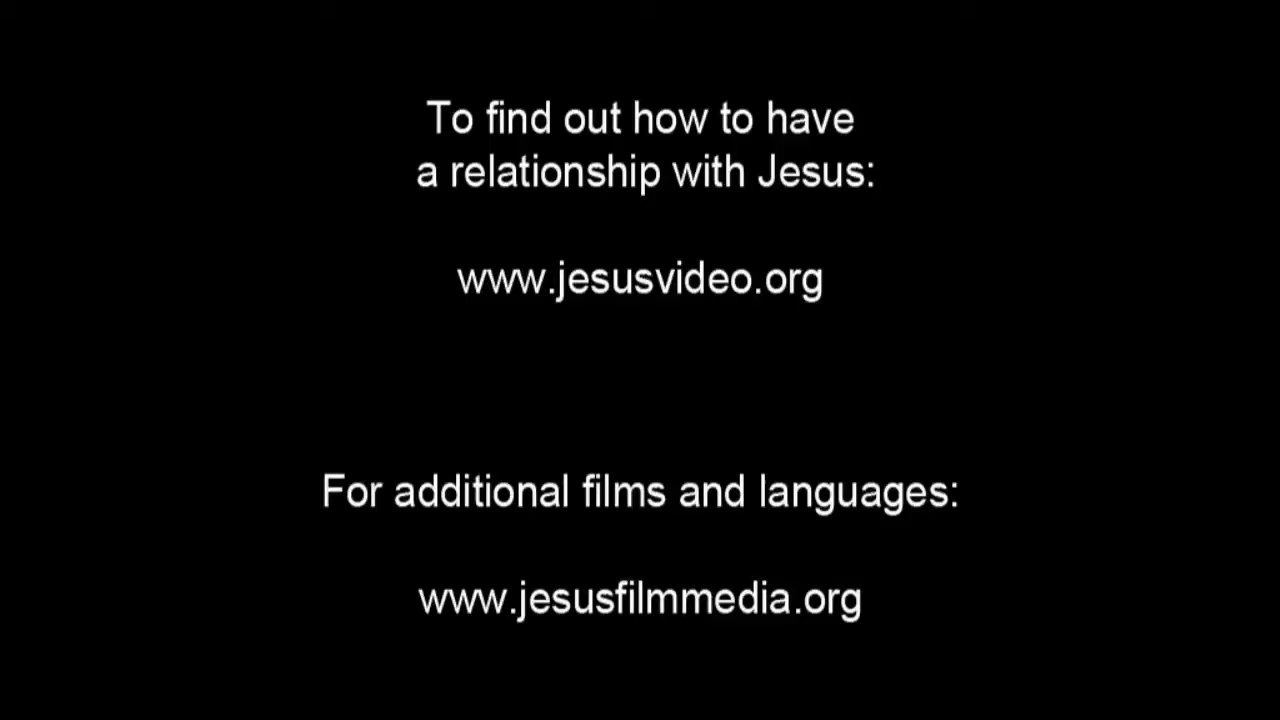 To find out how to have
a relationship with Jesus:
www.jesusvideo.org
For additional films and languages:
www.jesusfilmmedia.org